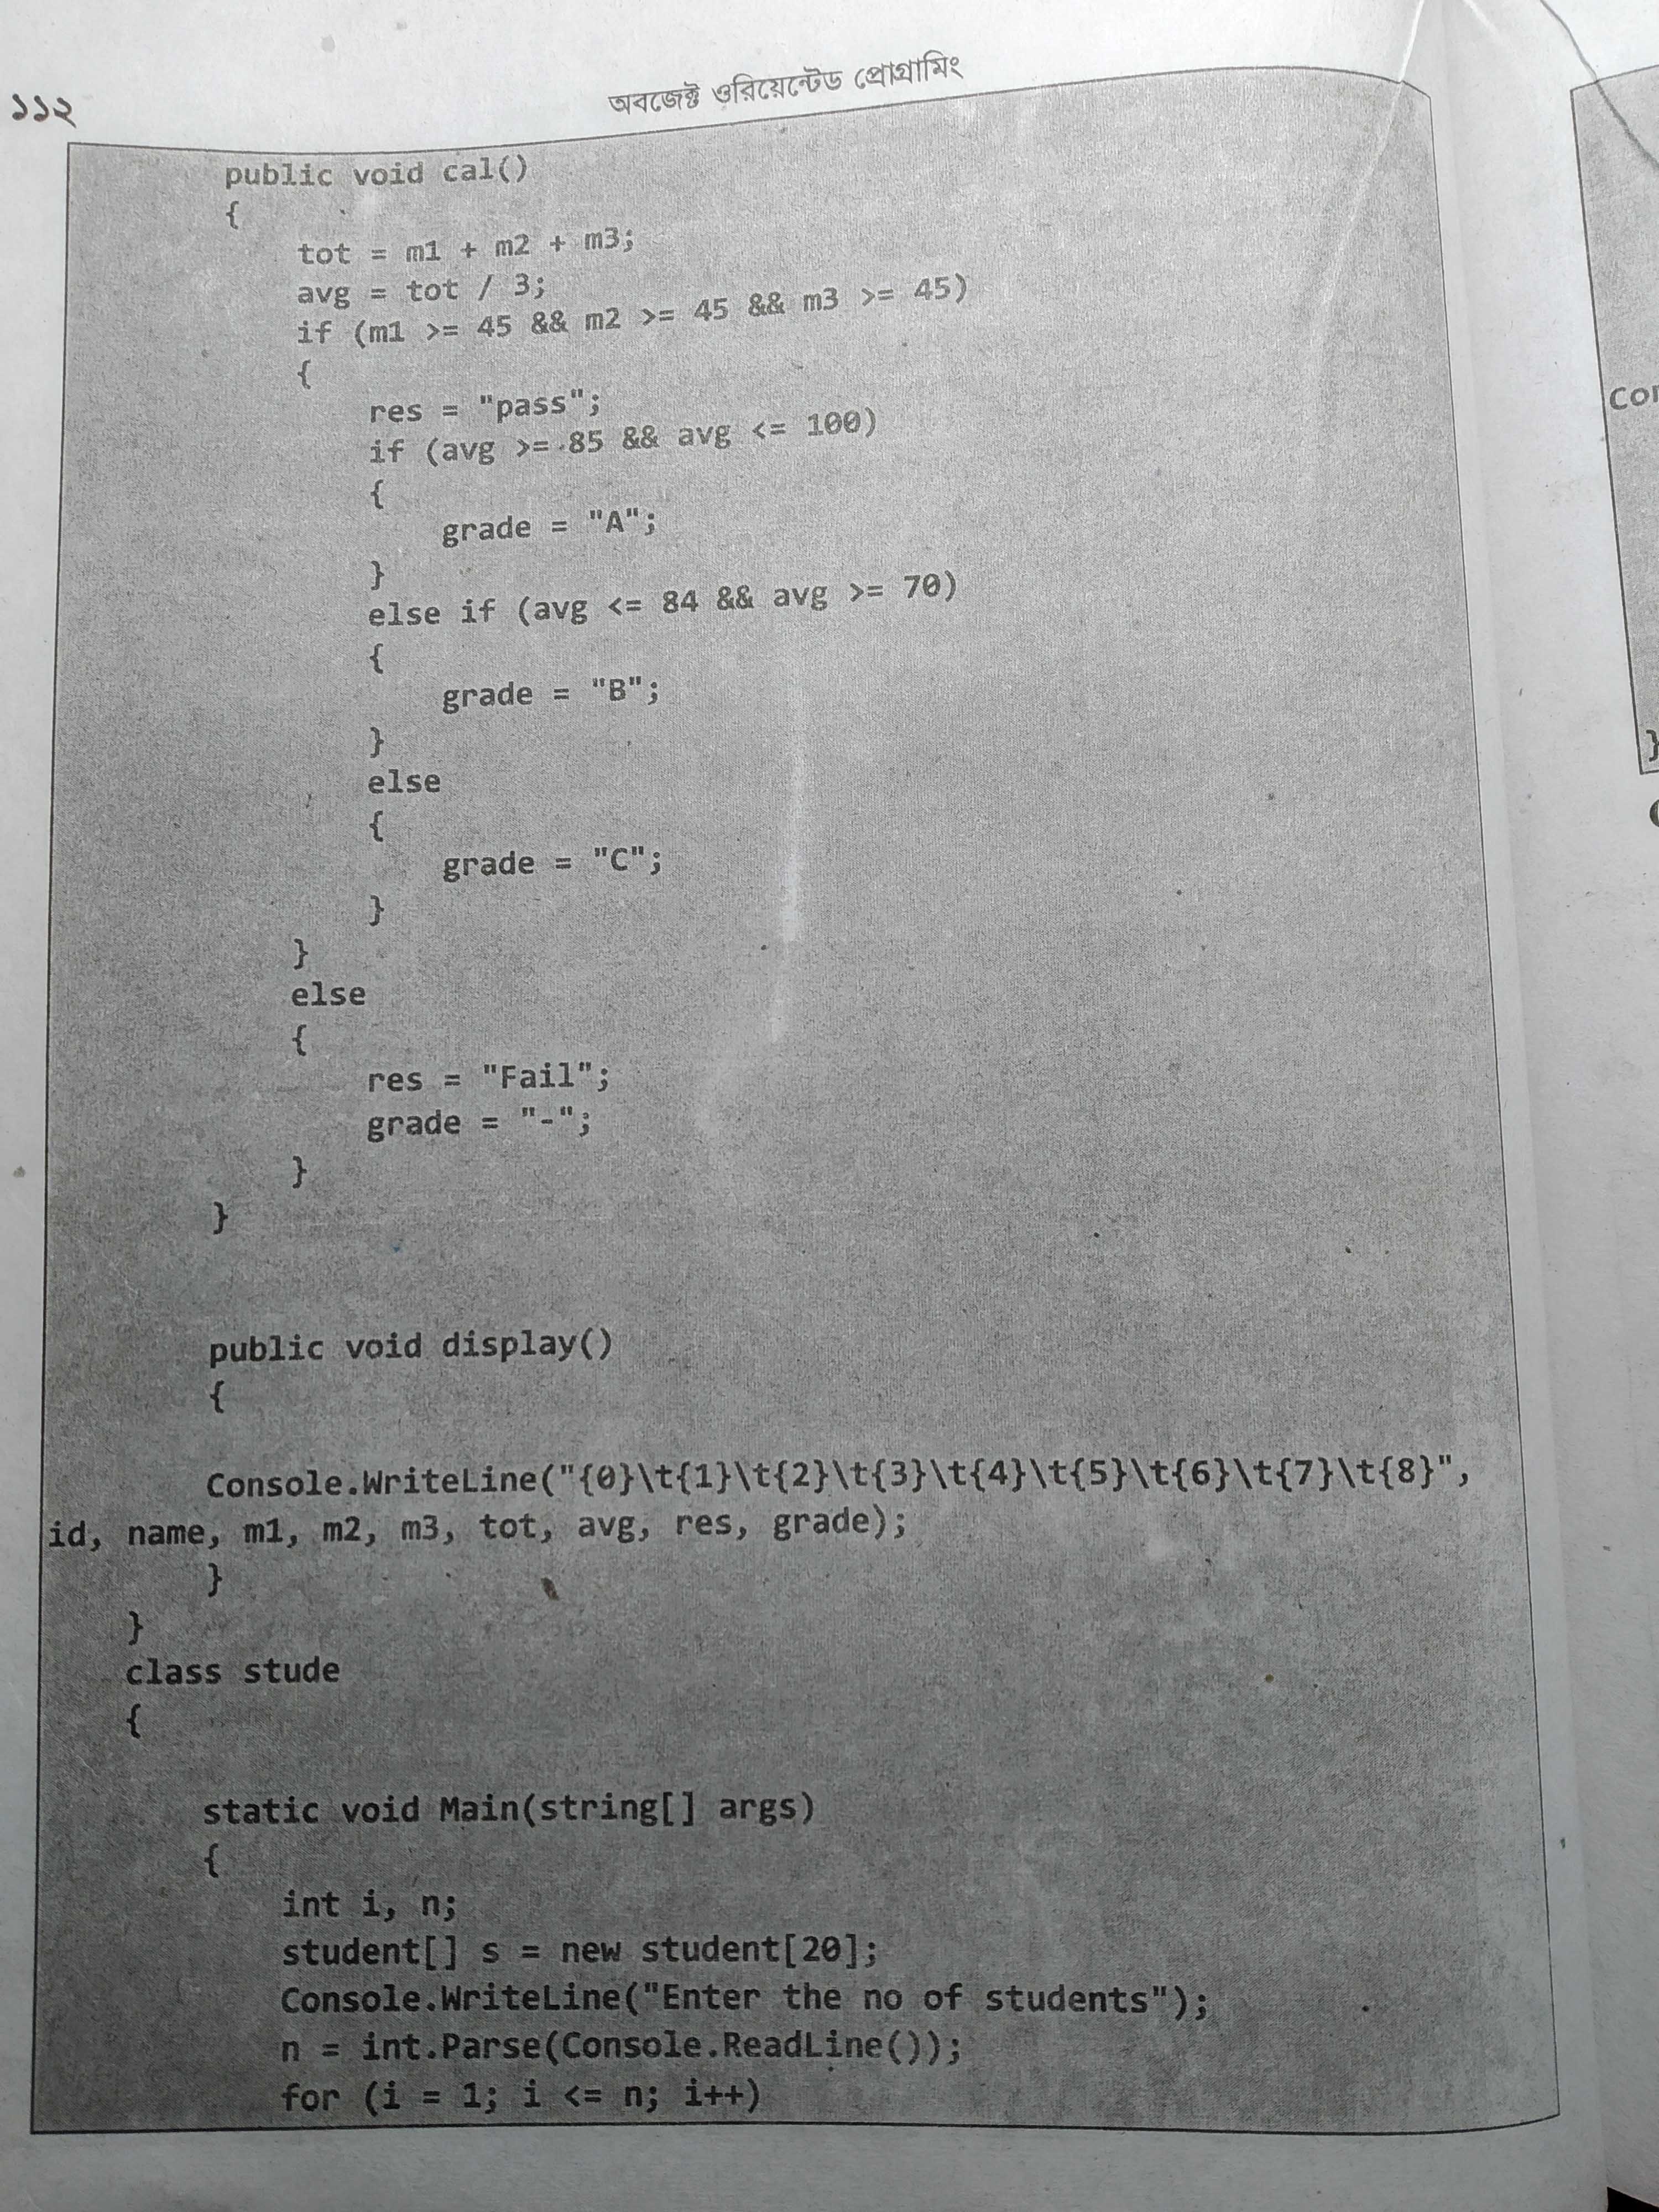 ১১২
অবজেক্ট ওরিয়েন্টেড প্রোগ্রামিং
public void cal()
{
tot = m1 + m2 + m3;
avg = tot / 3;
if (m1 >= 45 && m2 >= 45 && m3 >= 45)
{
res = "pass";
if (avg >= 85 && avg <= 100)
{
grade = "A";
}
else if (avg <= 84 && avg >= 70)
{
grade = "B";
}
else
{
grade = "C";
}
}
else
{
res = "Fail";
grade = "-";
}
}
public void display()
{
Console.WriteLine("{0}\t{1}\t{2}\t{3}\t{4}\t{5}\t{6}\t{7}\t{8}",
id, name, m1, m2, m3, tot, avg, res, grade);
}
}
class stude
{
static void Main(string[] args)
{
int i, n;
student[] s = new student[20];
Console.WriteLine("Enter the no of students");
n = int.Parse(Console.ReadLine());
for (i = 1; i <= n; i++)
}